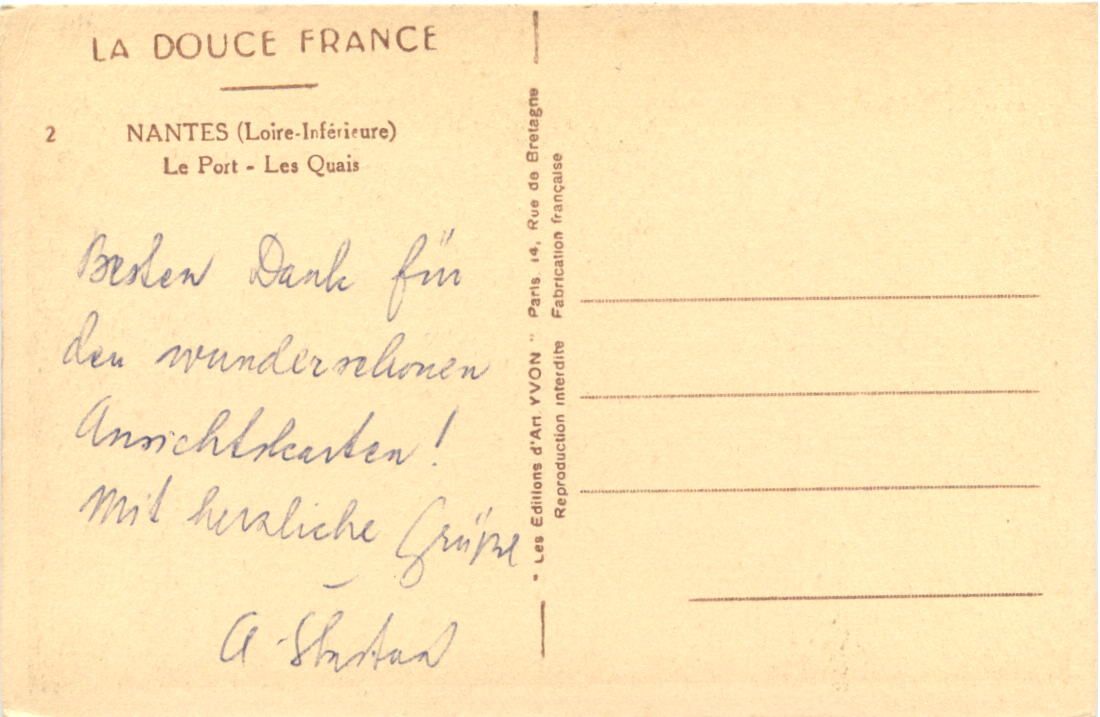 LA DOUCE FRANCE
2 NANTES (Loire-Inférieure)
Le Port - Les Quais
Besten Dank für
den wunderschönen
Ansichtskarten!
Mit herzliche Grüße
A.
" Les Editions d'Art YVON " Paris, 14, Rue de Bretagne
Reproduction interdite Fabrication française